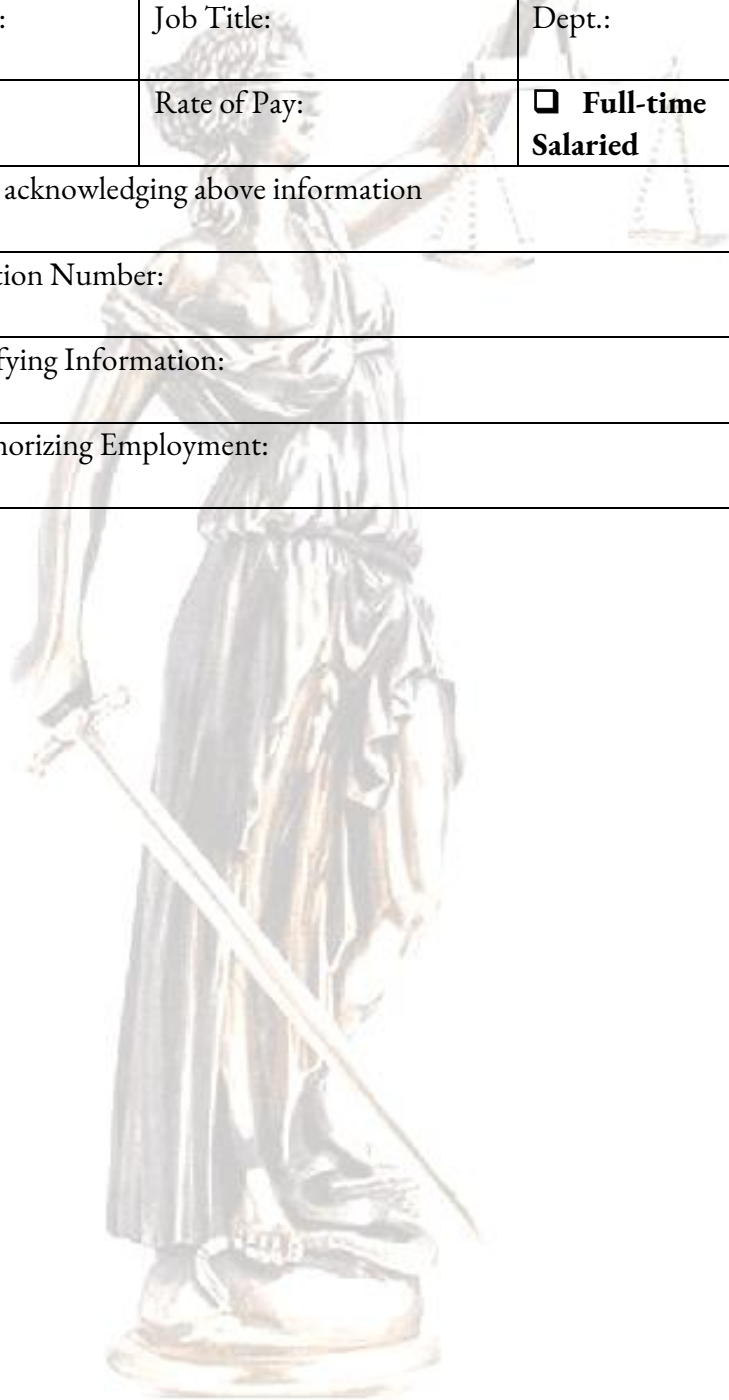 : Job Title: Dept.:
Rate of Pay: ❑ Full-time
Salaried
acknowledging above information
tion Number:
fying Information:
horizing Employment: